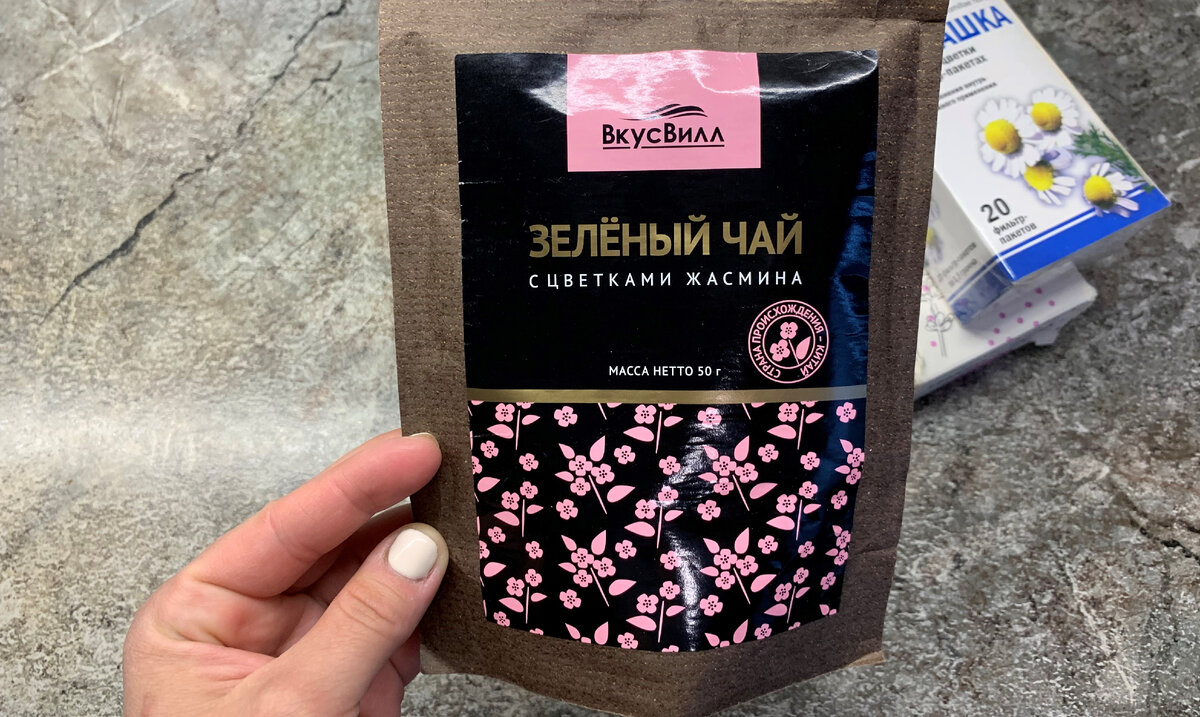 ВкусВилл
ЗЕЛЁНЫЙ ЧАЙ
С ЦВЕТКАМИ ЖАСМИНА
СТРАНА ПРОИСХОЖДЕНИЯ – КИТАЙ
МАССА НЕТТО 50 г
20
фильтр-
пакетов